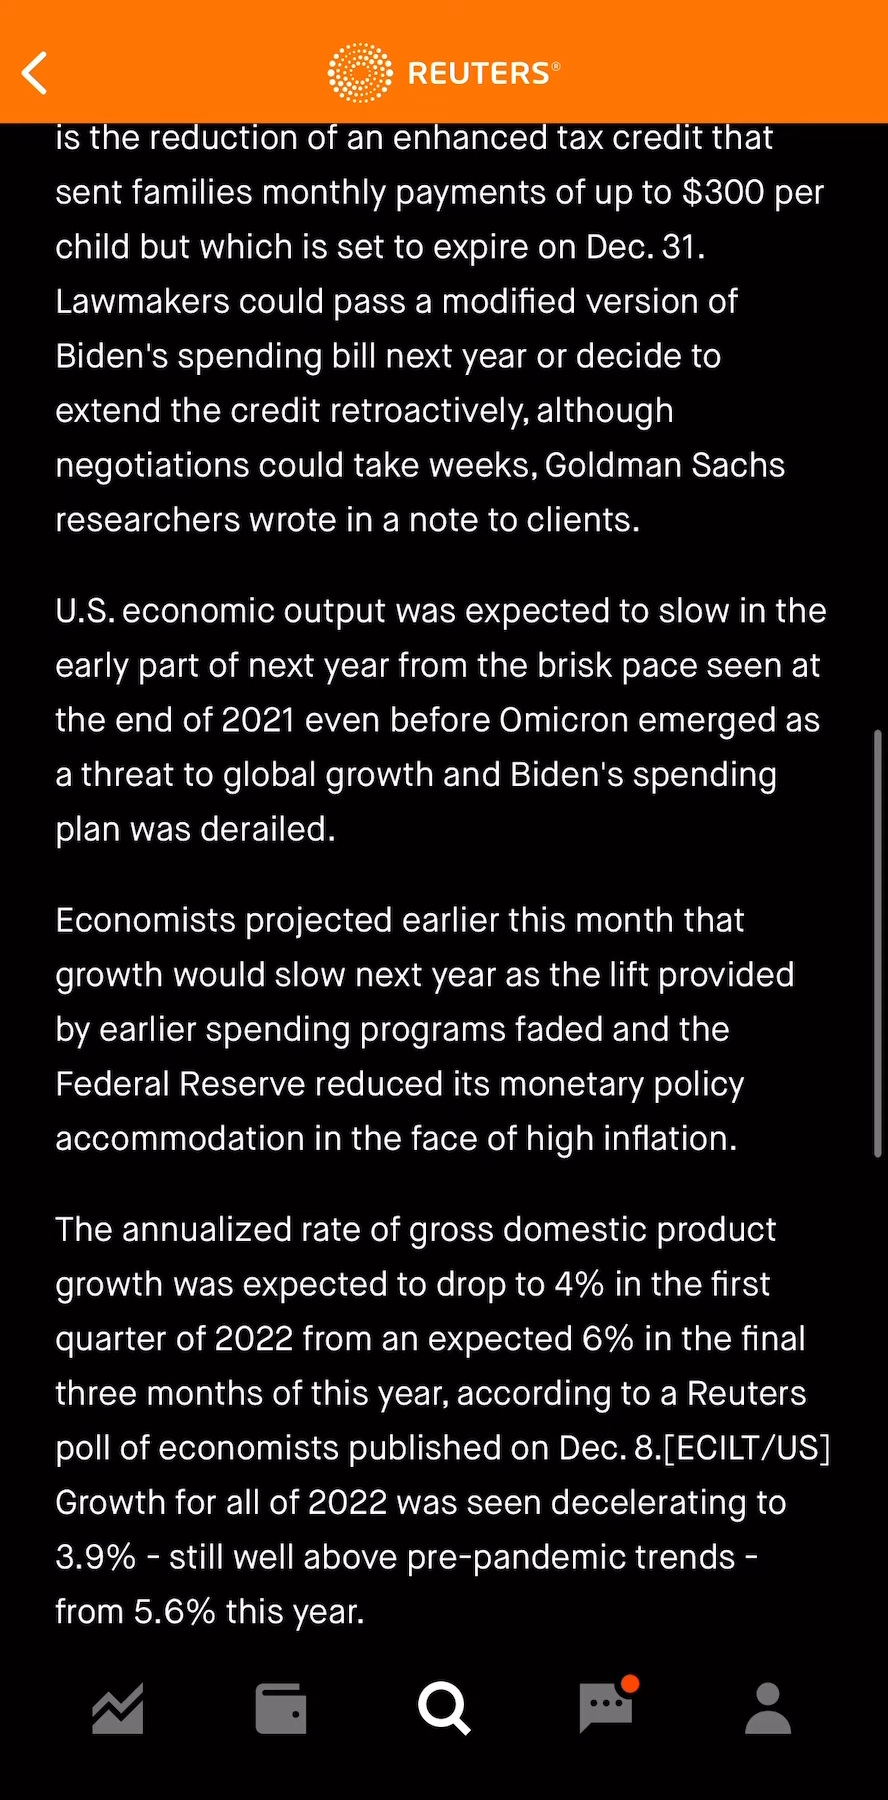 REUTERS®
is the reduction of an enhanced tax credit that
sent families monthly payments of up to $300 per
child but which is set to expire on Dec. 31.
Lawmakers could pass a modified version of
Biden's spending bill next year or decide to
extend the credit retroactively, although
negotiations could take weeks, Goldman Sachs
researchers wrote in a note to clients.
U.S. economic output was expected to slow in the
early part of next year from the brisk pace seen at
the end of 2021 even before Omicron emerged as
a threat to global growth and Biden's spending
plan was derailed.
Economists projected earlier this month that
growth would slow next year as the lift provided
by earlier spending programs faded and the
Federal Reserve reduced its monetary policy
accommodation in the face of high inflation.
The annualized rate of gross domestic product
growth was expected to drop to 4% in the first
quarter of 2022 from an expected 6% in the final
three months of this year, according to a Reuters
poll of economists published on Dec. 8.[ECILT/US]
Growth for all of 2022 was seen decelerating to
3.9% - still well above pre-pandemic trends -
from 5.6% this year.